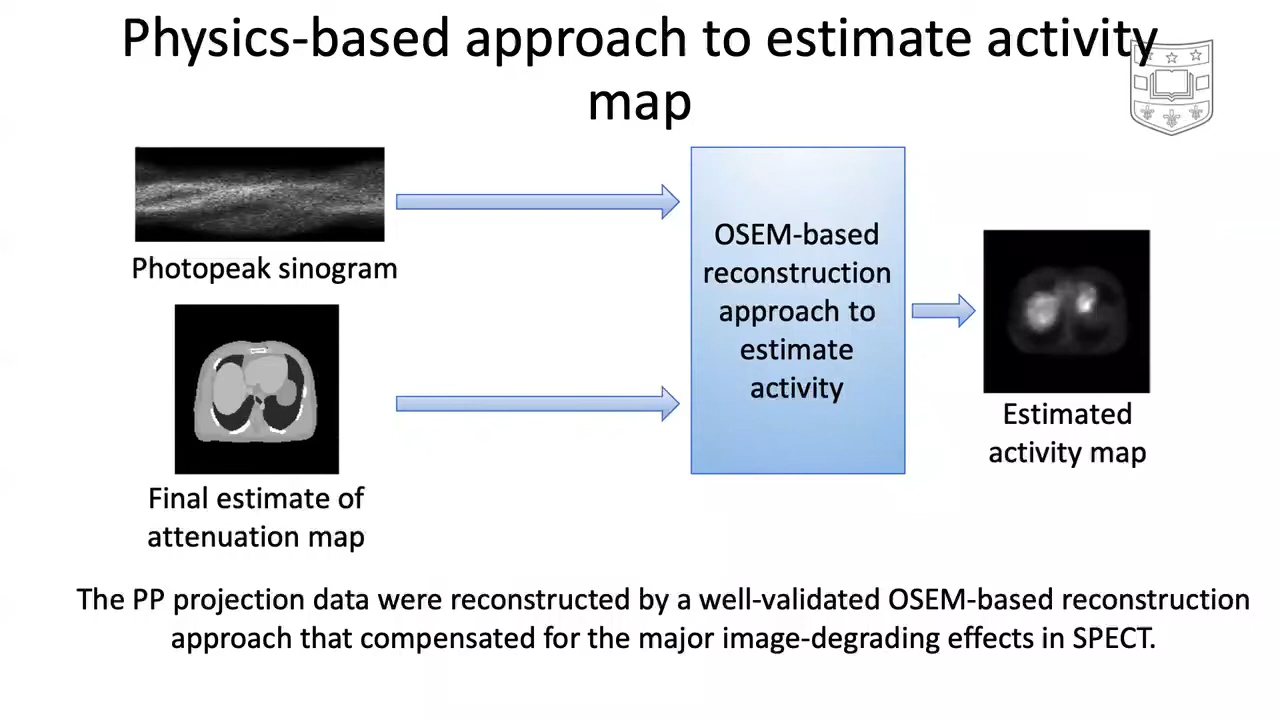 Physics-based approach to estimate activity
map
Photopeak sinogram
Final estimate of
attenuation map
OSEM-based
reconstruction
approach to
estimate
activity
Estimated
activity map
The PP projection data were reconstructed by a well-validated OSEM-based reconstruction
approach that compensated for the major image-degrading effects in SPECT.